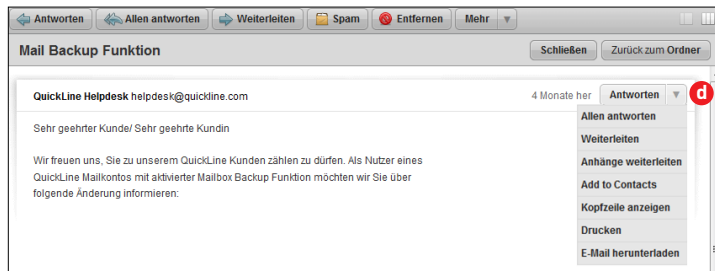 Antworten Allen antworten Weiterleiten Spam Entfernen Mehr
Mail Backup Funktion Schließen Zurück zum Ordner
QuickLine Helpdesk helpdesk@quickline.com 4 Monate her Antworten d
Allen antworten
Sehr geehrter Kunde/ Sehr geehrte Kundin
Weiterleiten
Wir freuen uns, Sie zu unserem QuickLine Kunden zählen zu dürfen. Als Nutzer eines
Anhänge weiterleiten
QuickLine Mailkontos mit aktivierter Mailbox Backup Funktion möchten wir Sie über
Add to Contacts
folgende Änderung informieren:
Kopfzeile anzeigen
Drucken
E-Mail herunterladen